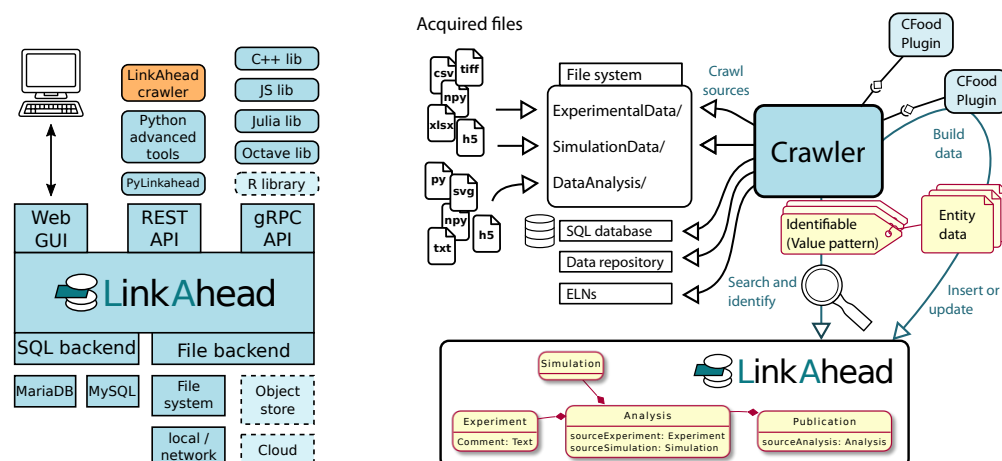 LinkAhead
crawler
Python
advanced
tools
PyLinkahead
C++ lib
JS lib
Julia lib
Octave lib
R library
Web
GUI
REST
API
gRPC
API
LinkAhead
SQL backend
File backend
MariaDB
MySQL
File
system
local /
network
Object
store
Cloud
Acquired files
csv
tiff
npy
xlsx
h5
py
svg
npy
h5
txt
File system
ExperimentalData/
SimulationData/
DataAnalysis/
SQL database
Data repository
ELNs
Crawl
sources
Crawler
CFood
Plugin
CFood
Plugin
Build
data
Identifiable
(Value pattern)
Entity
data
Search and
identify
Insert or
update
LinkAhead
Simulation
Experiment
Comment: Text
Analysis
sourceExperiment: Experiment
sourceSimulation: Simulation
Publication
sourceAnalysis: Analysis